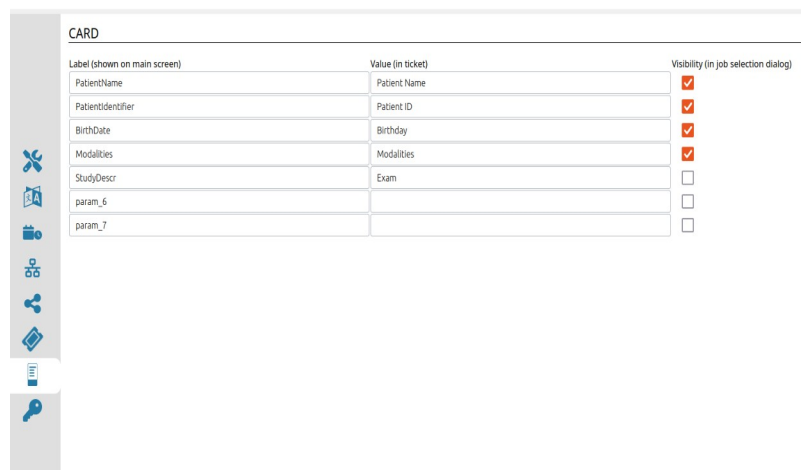 CARD
Label (shown on main screen) Value (in ticket) Visibility (in job selection dialog)
PatientName Patient Name
PatientIdentifier Patient ID
BirthDate Birthday
Modalities Modalities
StudyDescr Exam
param_6
param_7